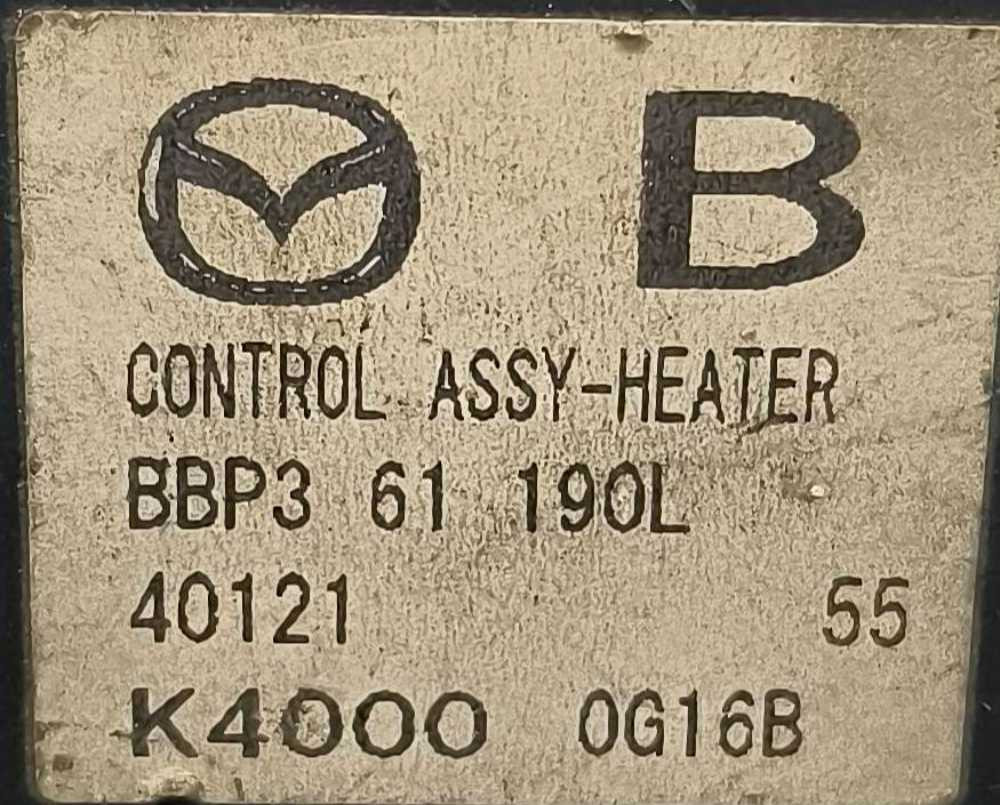 B
CONTROL ASSY-HEATER
BBP3 61 190L
40121 55
K4000 0G16B